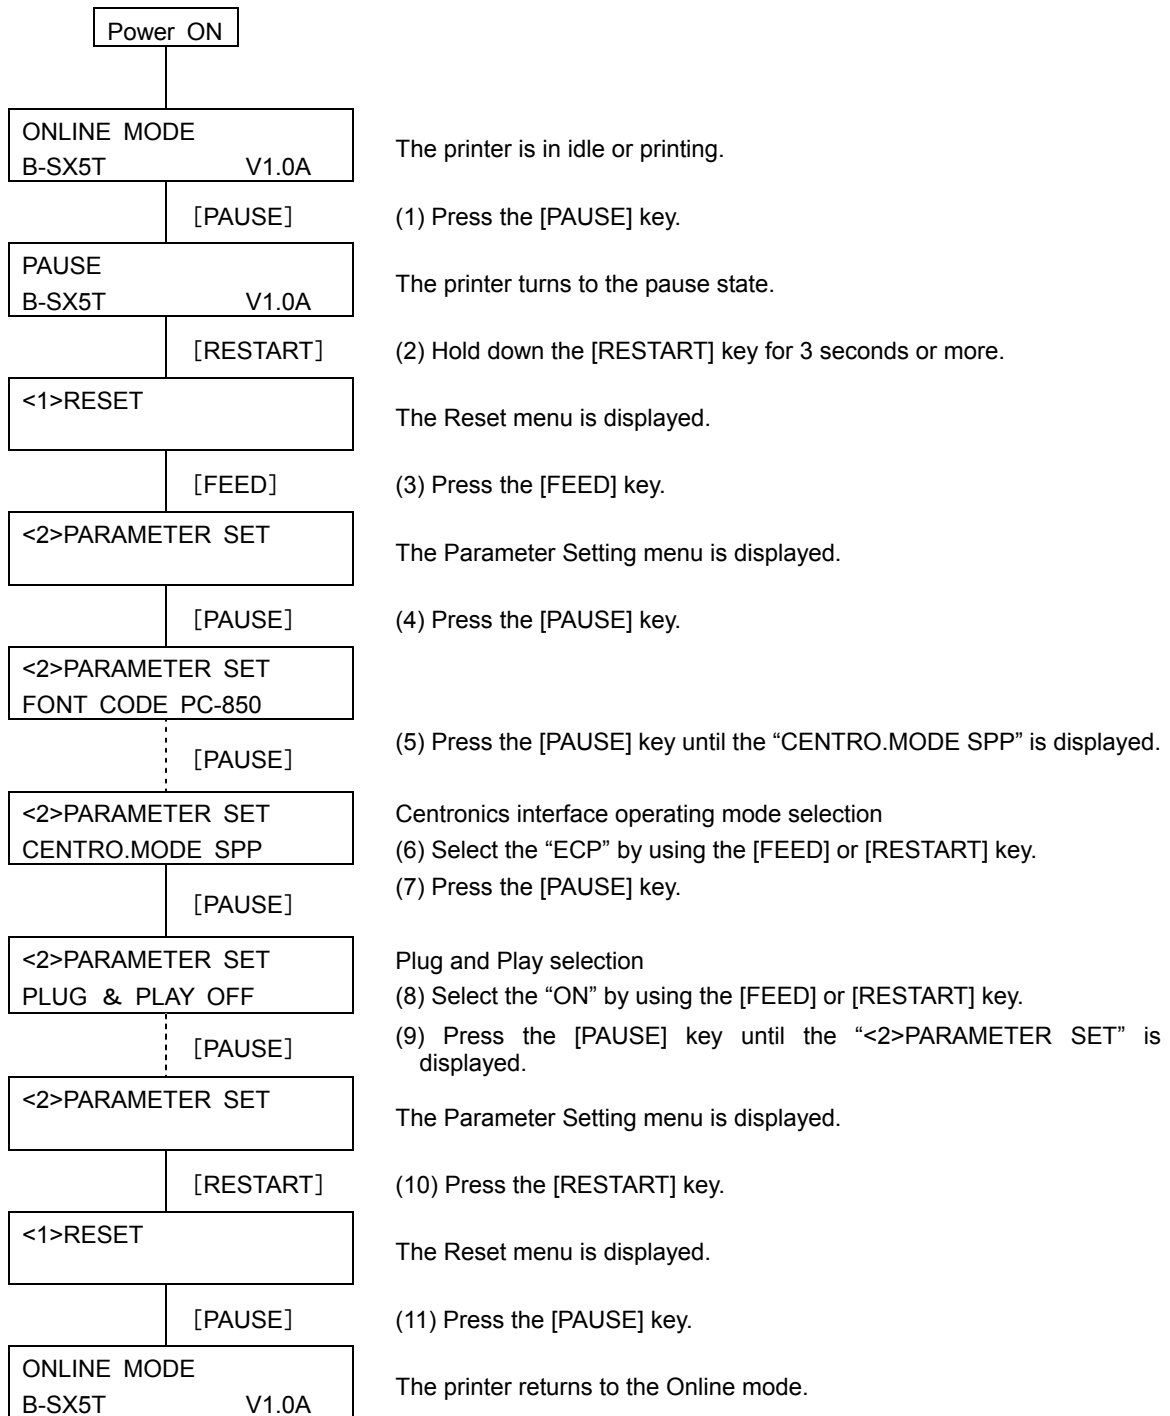 Power ON
ONLINE MODE
B-SX5T V1.0A
The printer is in idle or printing.
[PAUSE]
(1) Press the [PAUSE] key.
PAUSE
B-SX5T V1.0A
The printer turns to the pause state.
[RESTART]
(2) Hold down the [RESTART] key for 3 seconds or more.
<1>RESET
The Reset menu is displayed.
[FEED]
(3) Press the [FEED] key.
<2>PARAMETER SET
The Parameter Setting menu is displayed.
[PAUSE]
(4) Press the [PAUSE] key.
<2>PARAMETER SET
FONT CODE PC-850
[PAUSE]
(5) Press the [PAUSE] key until the “CENTRO.MODE SPP” is displayed.
<2>PARAMETER SET
CENTRO.MODE SPP
Centronics interface operating mode selection
(6) Select the “ECP” by using the [FEED] or [RESTART] key.
(7) Press the [PAUSE] key.
[PAUSE]
<2>PARAMETER SET
PLUG & PLAY OFF
Plug and Play selection
(8) Select the “ON” by using the [FEED] or [RESTART] key.
[PAUSE]
(9) Press the [PAUSE] key until the “<2>PARAMETER SET” is
displayed.
<2>PARAMETER SET
The Parameter Setting menu is displayed.
[RESTART]
(10) Press the [RESTART] key.
<1>RESET
The Reset menu is displayed.
[PAUSE]
(11) Press the [PAUSE] key.
ONLINE MODE
B-SX5T V1.0A
The printer returns to the Online mode.